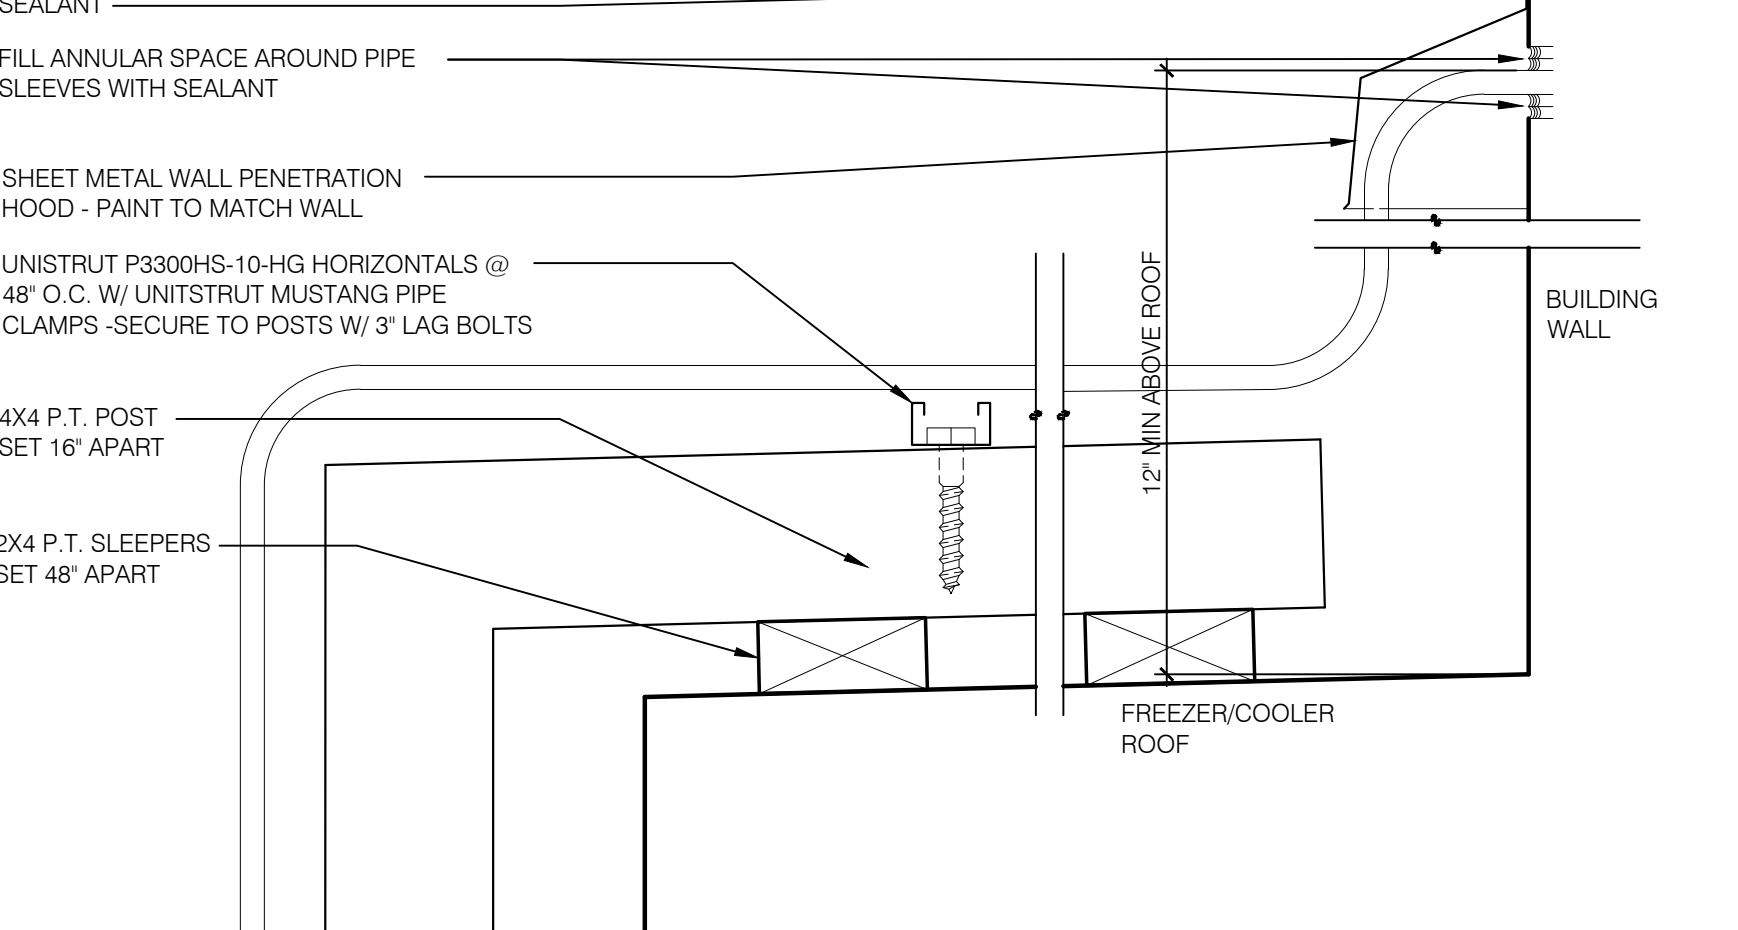 SEALANT
FILL ANNULAR SPACE AROUND PIPE
SLEEVES WITH SEALANT
SHEET METAL WALL PENETRATION
HOOD - PAINT TO MATCH WALL
UNISTRUT P3300HS-10-HG HORIZONTALS @
48" O.C. W/ UNITSTRUT MUSTANG PIPE
CLAMPS -SECURE TO POSTS W/ 3" LAG BOLTS
12" MIN ABOVE ROOF
BUILDING
WALL
4X4 P.T. POST
SET 16" APART
2X4 P.T. SLEEPERS
SET 48" APART
FREEZER/COOLER
ROOF